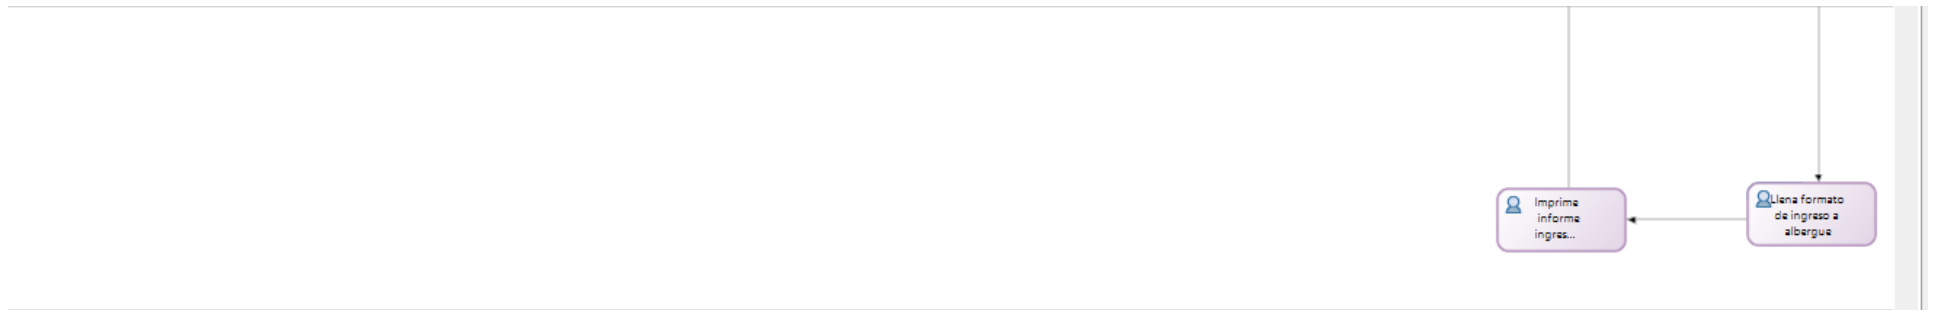 Imprime
informe
ingres...
Llena formato
de ingreso a
albergue